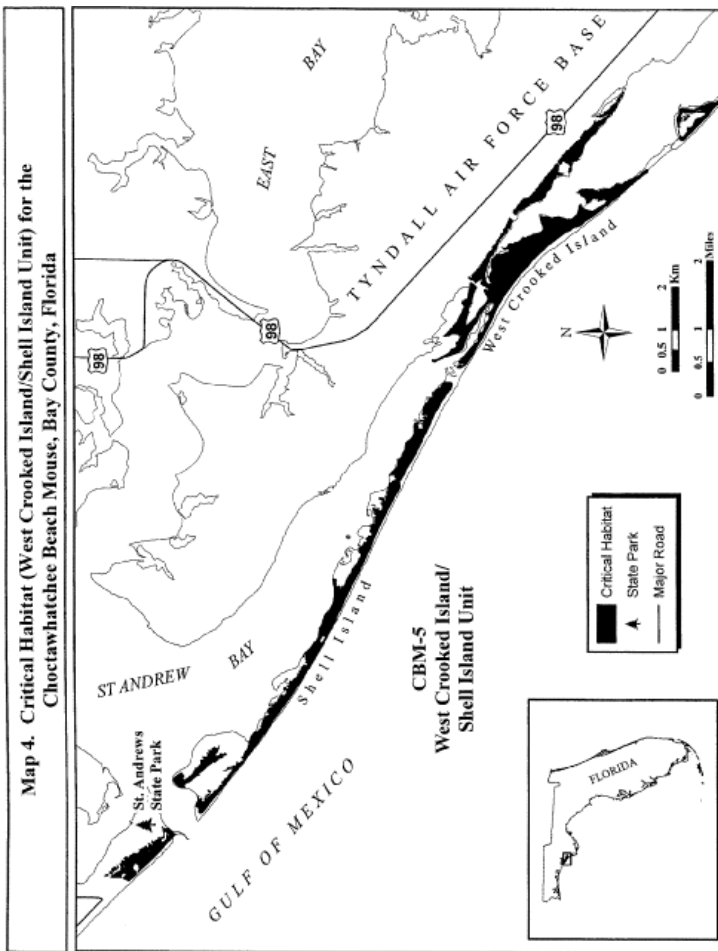 Map 4. Critical Habitat (West Crooked Island/Shell Island Unit) for the
Choctawhatchee Beach Mouse, Bay County, Florida
98
BAY
EAST
98
TYNDALL AIR FORCE BASE
98
ST ANDREW
BAY
St. Andrews
State Park
Shell Island
West Crooked Island
GULF OF MEXICO
CBM-5
West Crooked Island/
Shell Island Unit
N
0 0.5 1 2
Km
0 0.5 1 2
Miles
Critical Habitat
State Park
Major Road
FLORIDA